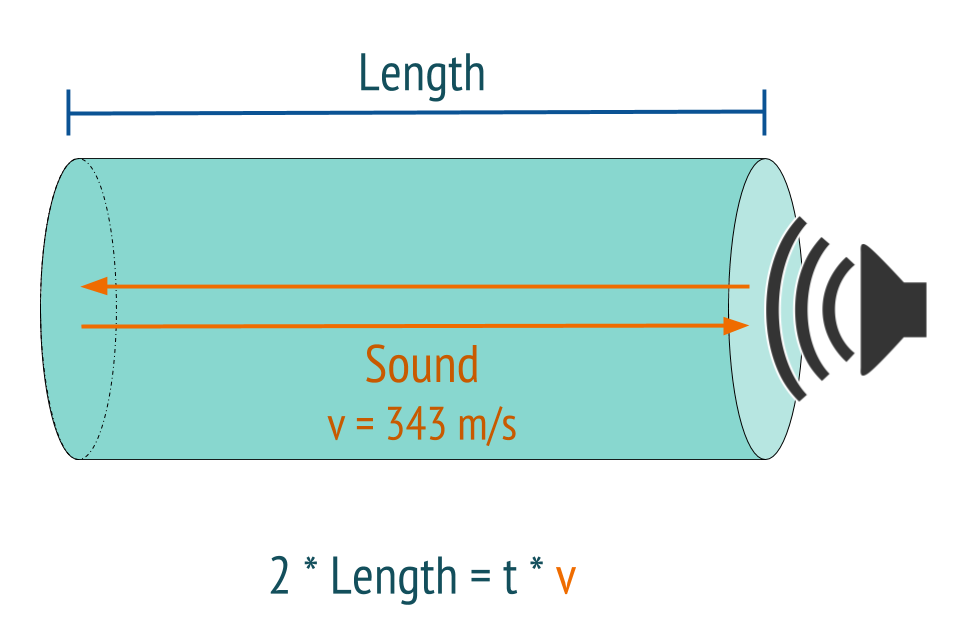 Length
Sound
v = 343 m/s
2 * Length = t * v